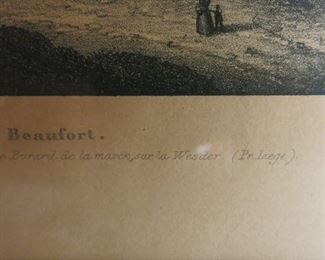 Beaufort.
de la marck, sur la Wesder. (Pr. Liege).